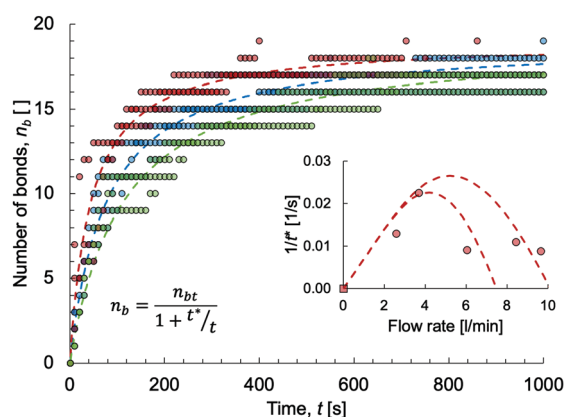 20
15
10
5
0
Number of bonds, n_b [ ]
n_b = n_bt / (1 + t*/t)
0.03
0.02
0.01
0.00
1/t* [1/s]
0 2 4 6 8 10
Flow rate [l/min]
0 200 400 600 800 1000
Time, t [s]